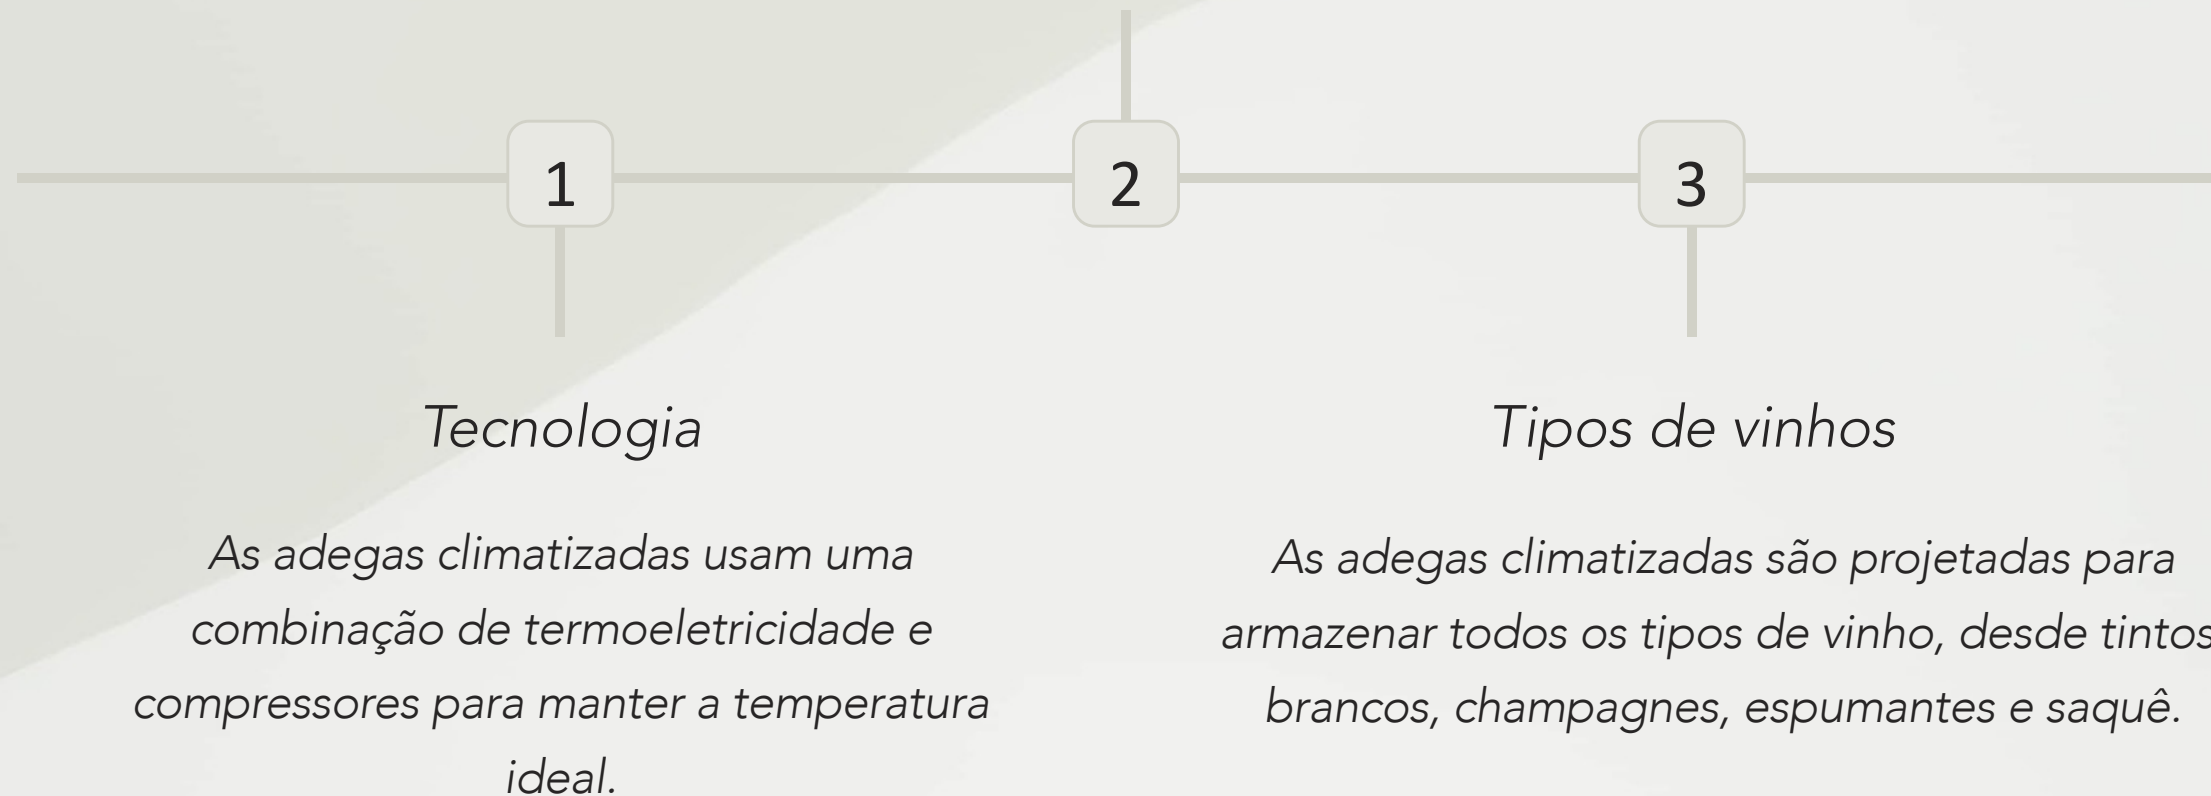 1
2
3
Tecnologia
As adegas climatizadas usam uma
combinação de termoeletricidade e
compressores para manter a temperatura
ideal.
Tipos de vinhos
As adegas climatizadas são projetadas para
armazenar todos os tipos de vinho, desde tintos
brancos, champagnes, espumantes e saquê.